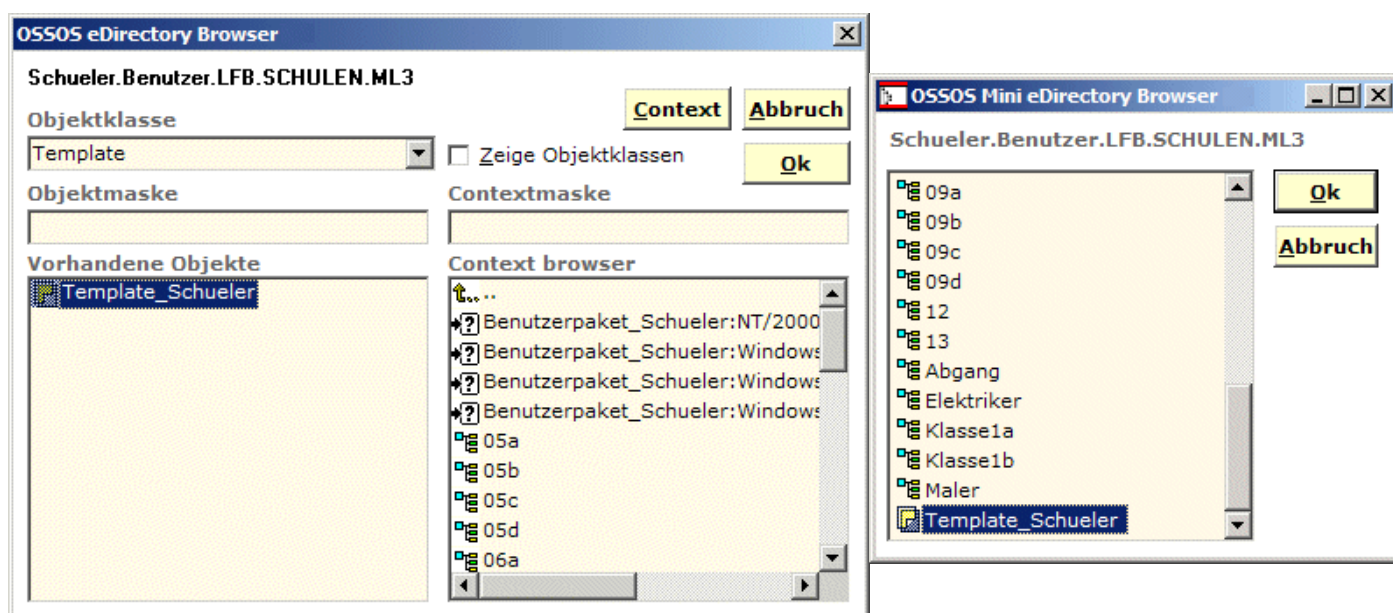 OSSOS eDirectory Browser
Schueler.Benutzer.LFB.SCHULEN.ML3
Context
Abbruch
Objektklasse
Template
Zeige Objektklassen
Ok
Objektmaske
Contextmaske
Vorhandene Objekte
Template_Schueler
Context browser
..
Benutzerpaket_Schueler:NT/2000
Benutzerpaket_Schueler:Windows
Benutzerpaket_Schueler:Windows
Benutzerpaket_Schueler:Windows
05a
05b
05c
05d
06a
OSSOS Mini eDirectory Browser
Schueler.Benutzer.LFB.SCHULEN.ML3
09a
09b
09c
09d
12
13
Abgang
Elektriker
Klasse1a
Klasse1b
Maler
Template_Schueler
Ok
Abbruch